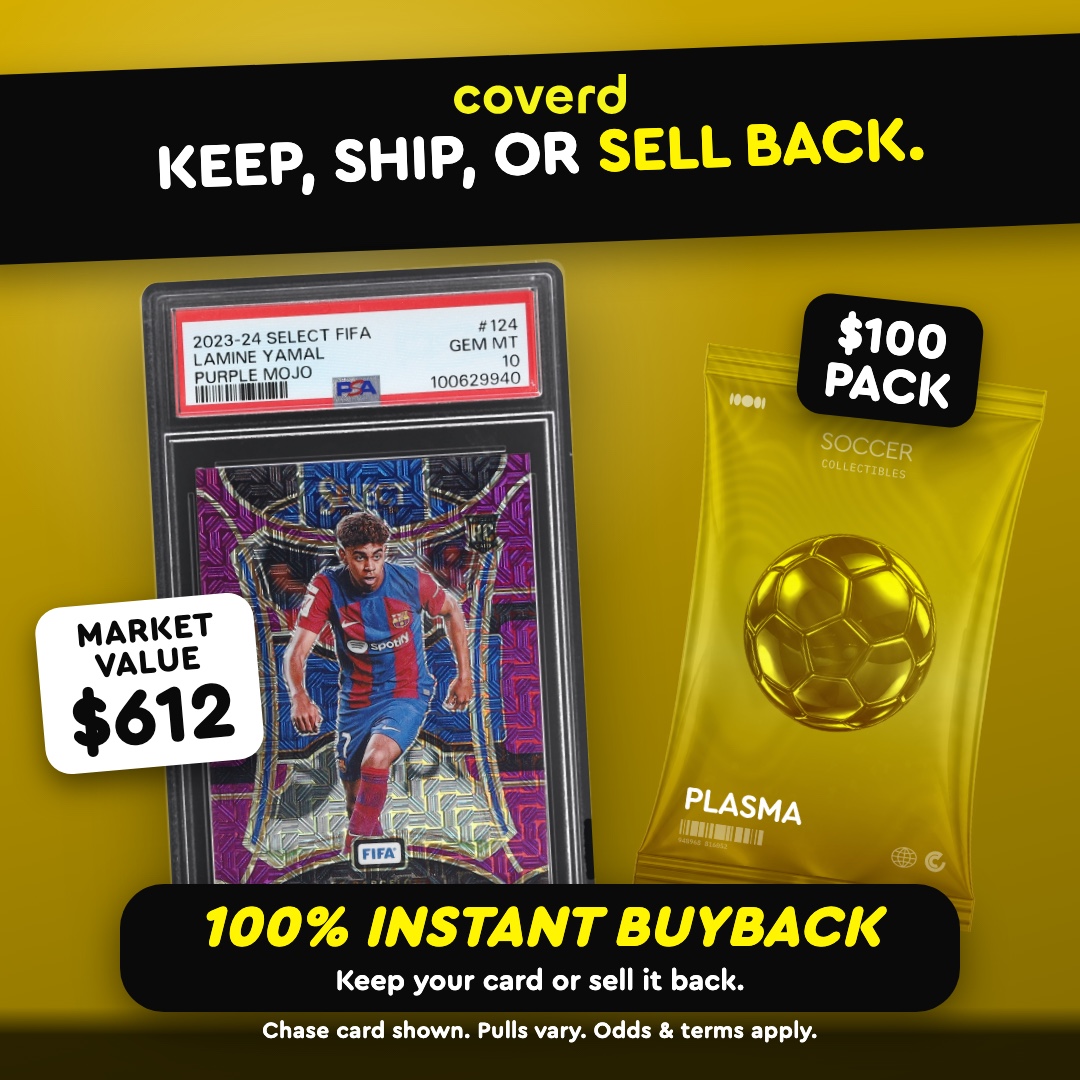 coverd
KEEP, SHIP, OR SELL BACK.
2023-24 SELECT FIFA
LAMINE YAMAL
PURPLE MOJO
#124
GEM MT
10
100629940
PSA
$100
PACK
SOCCER
COLLECTIBLES
MARKET
VALUE
$612
RC
Spotify
FIFA
PLASMA
100% INSTANT BUYBACK
Keep your card or sell it back.
Chase card shown. Pulls vary. Odds & terms apply.